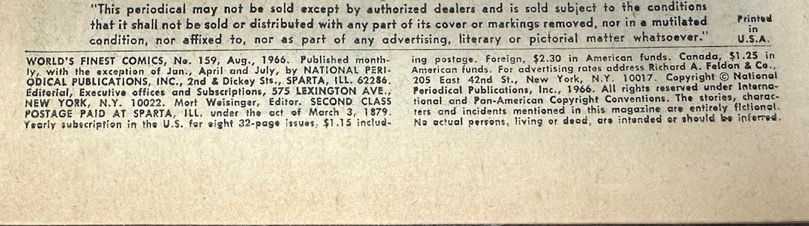 "This periodical may not be sold except by authorized dealers and is sold subject to the conditions
that it shall not be sold or distributed with any part of its cover or markings removed, nor in a mutilated
condition, nor affixed to, nor as part of any advertising, literary or pictorial matter whatsoever."
Printed
in
U.S.A.
WORLD'S FINEST COMICS, No. 159, Aug., 1966. Published month-
ly, with the exception of Jan., April and July, by NATIONAL PERI-
ODICAL PUBLICATIONS, INC., 2nd & Dickey Sts., SPARTA, ILL. 62286.
Editorial, Executive offices and Subscriptions, 575 LEXINGTON AVE.,
NEW YORK, N.Y. 10022. Mort Weisinger, Editor. SECOND CLASS
POSTAGE PAID AT SPARTA, ILL. under the act of March 3, 1879.
Yearly subscription in the U.S. for eight 32-page issues, $1.15 includ-
ing postage. Foreign, $2.30 in American funds. Canada, $1.25 in
American funds. For advertising rates address Richard A. Feldon & Co.,
205 East 42nd St., New York, N.Y. 10017. Copyright © National
Periodical Publications, Inc., 1966. All rights reserved under Interna-
tional and Pan-American Copyright Conventions. The stories, charac-
ters and incidents mentioned in this magazine are entirely fictional.
No actual persons, living or dead, are intended or should be inferred.